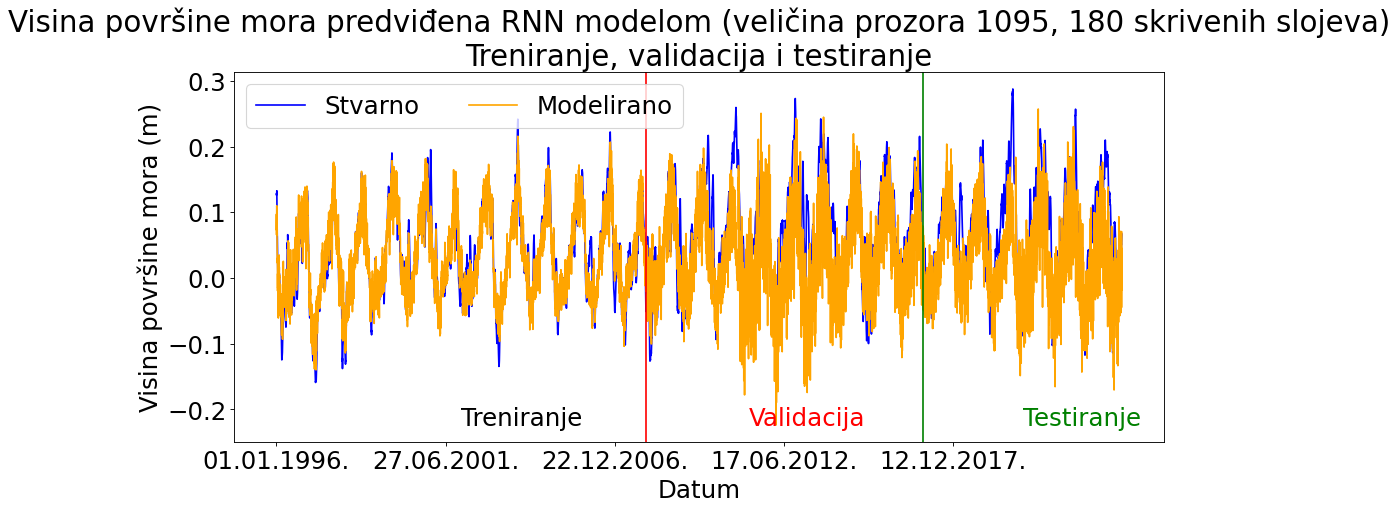 Visina površine mora predviđena RNN modelom (veličina prozora 1095, 180 skrivenih slojeva)
Treniranje, validacija i testiranje
Stvarno
Modelirano
Visina površine mora (m)
0.3
0.2
0.1
0.0
−0.1
−0.2
Treniranje
Validacija
Testiranje
01.01.1996.
27.06.2001.
22.12.2006.
17.06.2012.
12.12.2017.
Datum